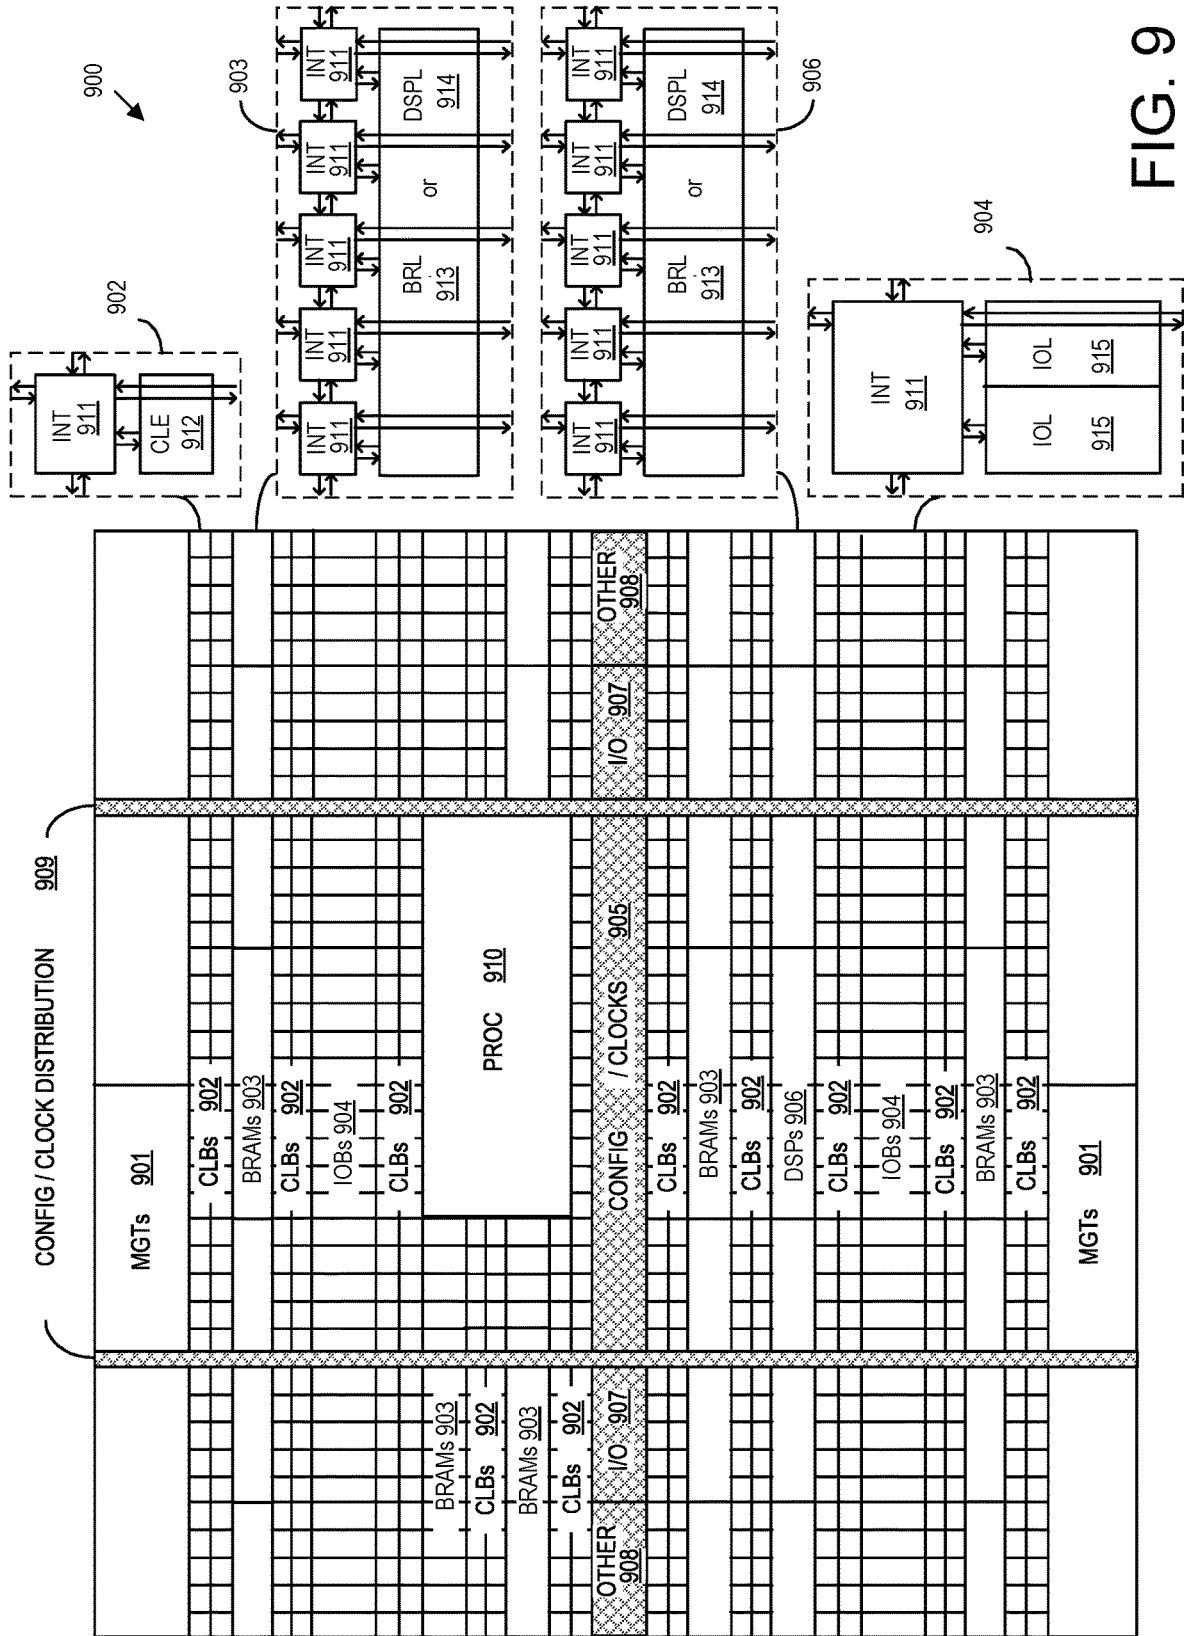 CONFIG / CLOCK DISTRIBUTION 909
900
MGTs 901
CLBs 902
BRAMs 903
CLBs 902
IOBs 904
CLBs 902
BRAMs 903
CLBs 902
BRAMs 903
CLBs 902
PROC 910
OTHER
908
I/O 907
CONFIG / CLOCKS 905
I/O 907
OTHER
908
CLBs 902
BRAMs 903
CLBs 902
DSPs 906
CLBs 902
IOBs 904
CLBs 902
BRAMs 903
CLBs 902
MGTs 901
INT
911
CLE
912
902
903
INT
911
INT
911
INT
911
INT
911
INT
911
BRL
913
or
DSPL
914
INT
911
INT
911
INT
911
INT
911
INT
911
BRL
913
or
DSPL
914
906
904
INT
911
IOL
915
IOL
915
FIG. 9